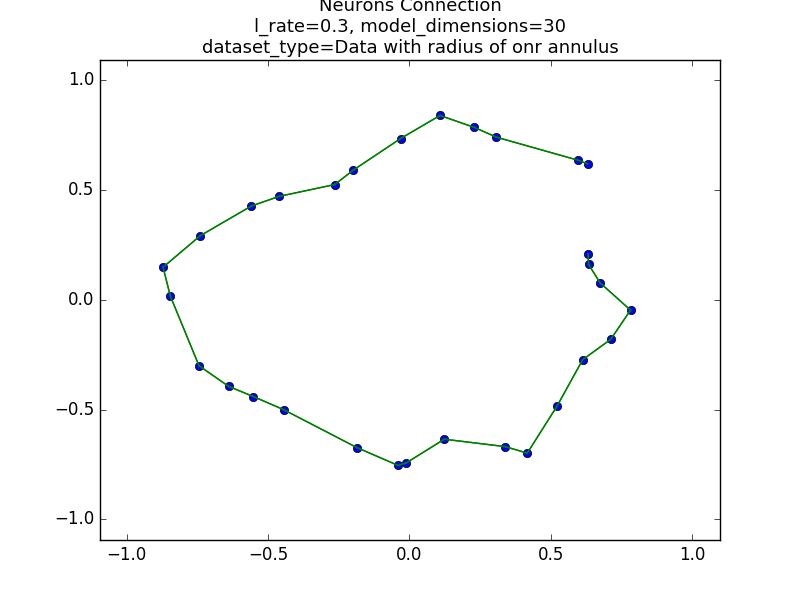 Neurons Connection
l_rate=0.3, model_dimensions=30
dataset_type=Data with radius of onr annulus
1.0
0.5
0.0
−0.5
−1.0
−1.0 −0.5 0.0 0.5 1.0